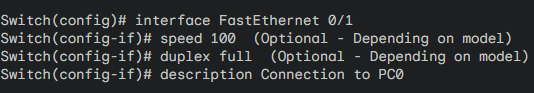 Switch(config)# interface FastEthernet 0/1
Switch(config-if)# speed 100  (Optional - Depending on model)
Switch(config-if)# duplex full  (Optional - Depending on model)
Switch(config-if)# description Connection to PC0